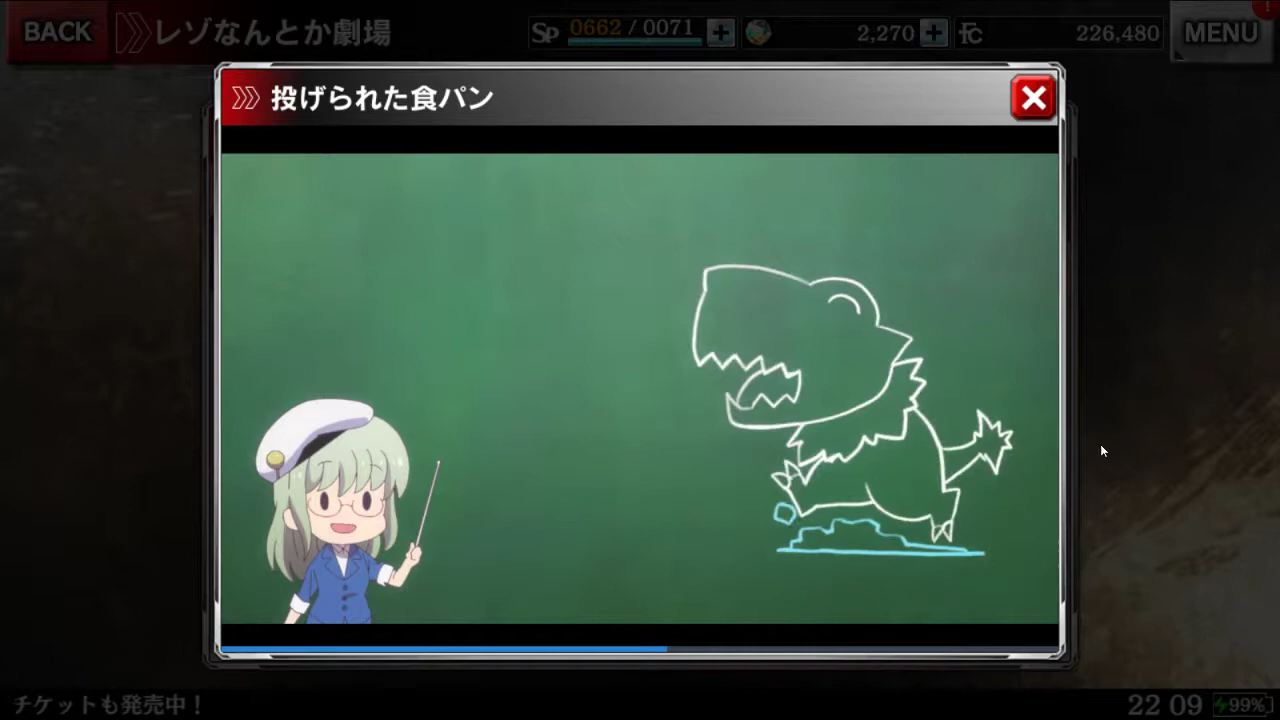 BACK
レゾなんとか劇場
SP 0662 / 0071
2,270
FC 226,480
MENU
!
投げられた食パン
チケットも発売中！
22 09
99%